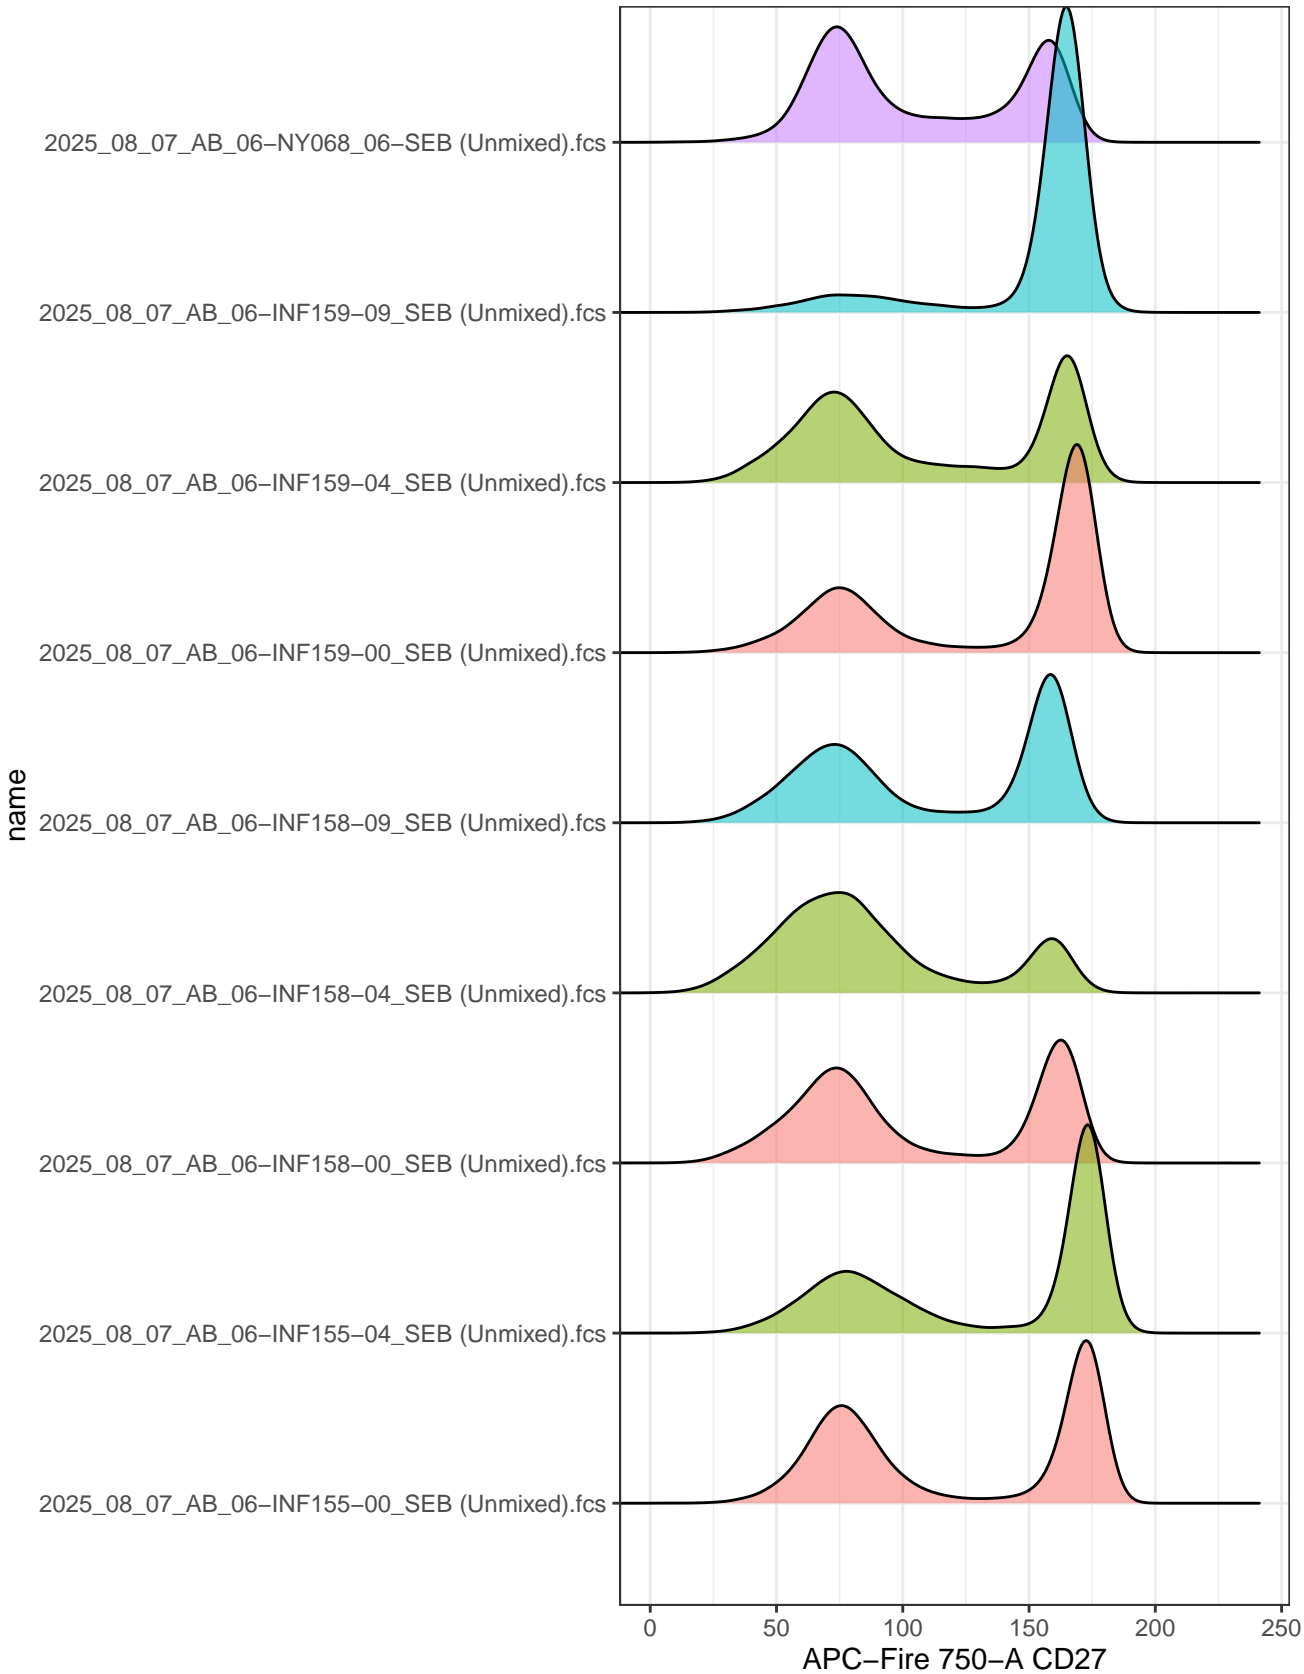 2025_08_07_AB_06−NY068_06−SEB (Unmixed).fcs
2025_08_07_AB_06−INF159−09_SEB (Unmixed).fcs
2025_08_07_AB_06−INF159−04_SEB (Unmixed).fcs
2025_08_07_AB_06−INF159−00_SEB (Unmixed).fcs
2025_08_07_AB_06−INF158−09_SEB (Unmixed).fcs
2025_08_07_AB_06−INF158−04_SEB (Unmixed).fcs
2025_08_07_AB_06−INF158−00_SEB (Unmixed).fcs
2025_08_07_AB_06−INF155−04_SEB (Unmixed).fcs
2025_08_07_AB_06−INF155−00_SEB (Unmixed).fcs
name
0 50 100 150 200 250
APC−Fire 750−A CD27